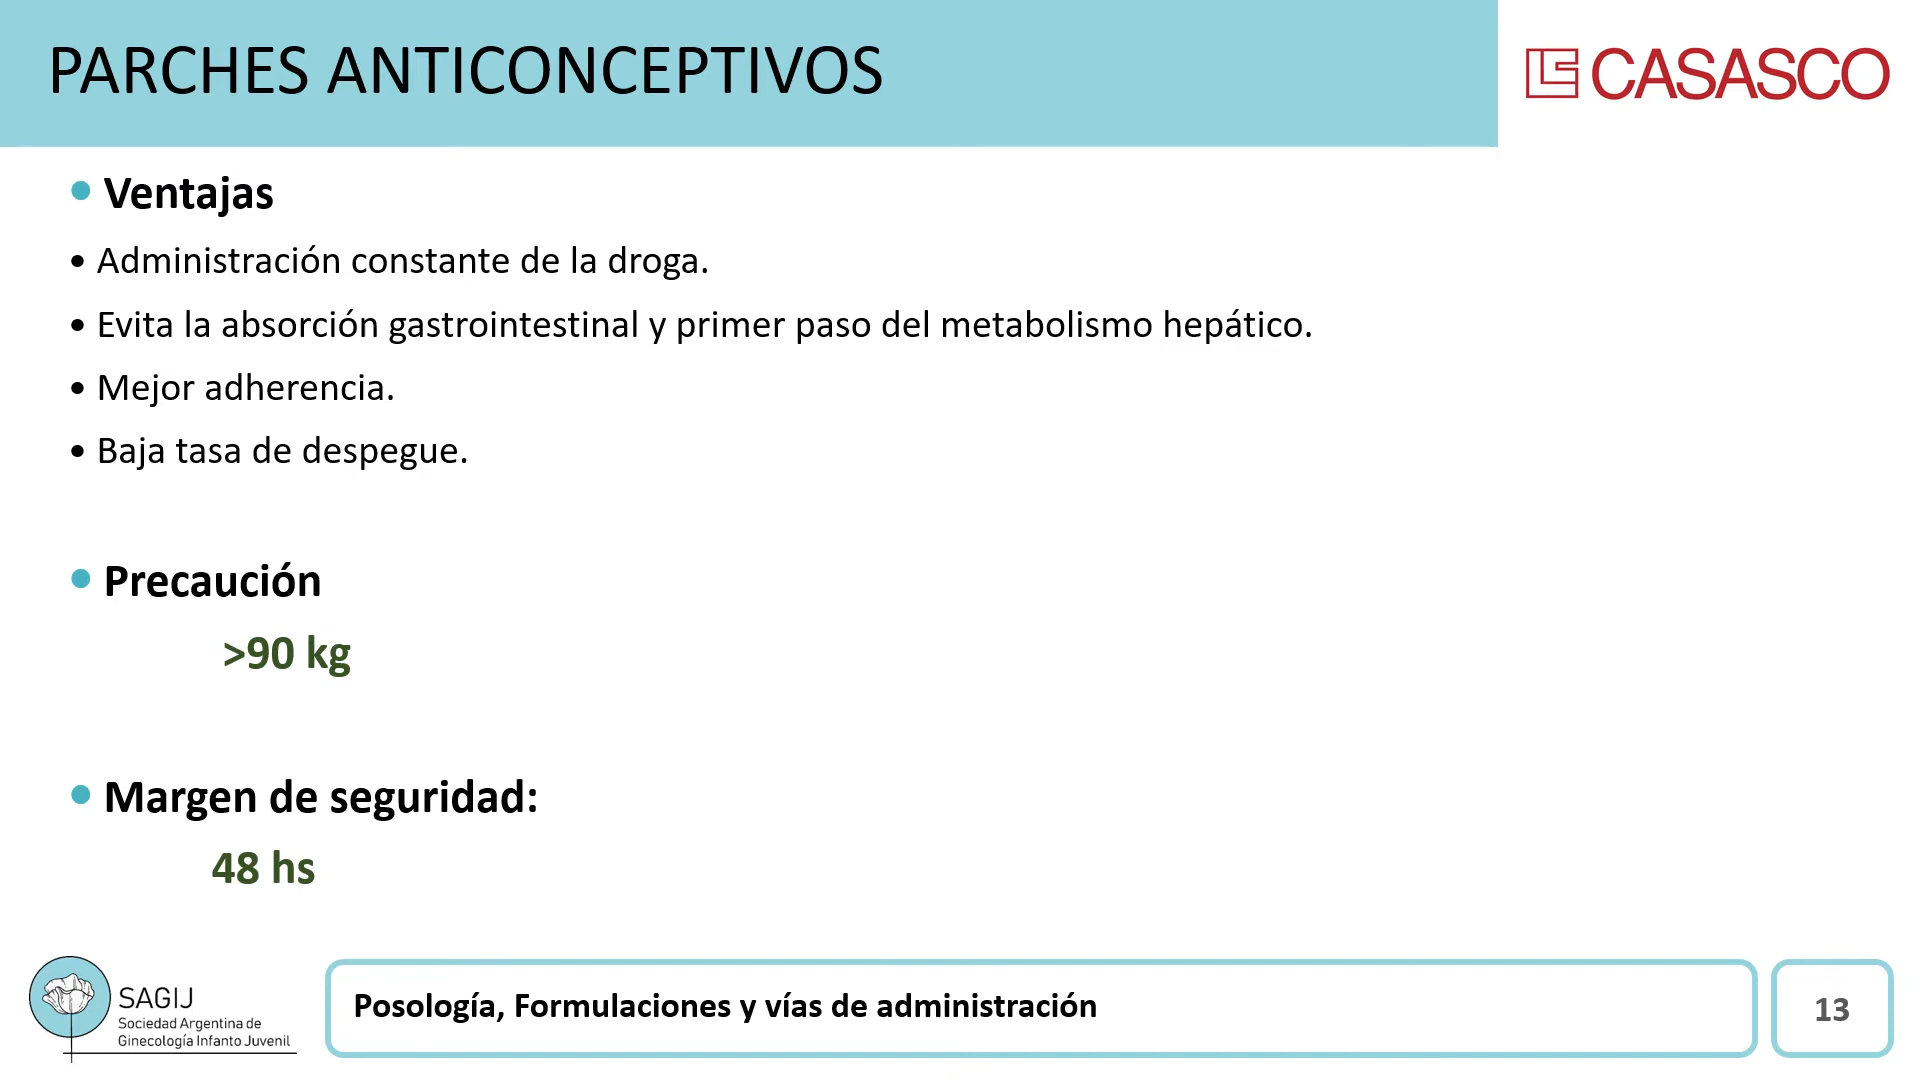 PARCHES ANTICONCEPTIVOS
CASASCO
Ventajas
• Administración constante de la droga.
• Evita la absorción gastrointestinal y primer paso del metabolismo hepático.
• Mejor adherencia.
• Baja tasa de despegue.
Precaución
>90 kg
Margen de seguridad:
48 hs
SAGIJ
Sociedad Argentina de
Ginecología Infanto Juvenil
Posología, Formulaciones y vías de administración
13